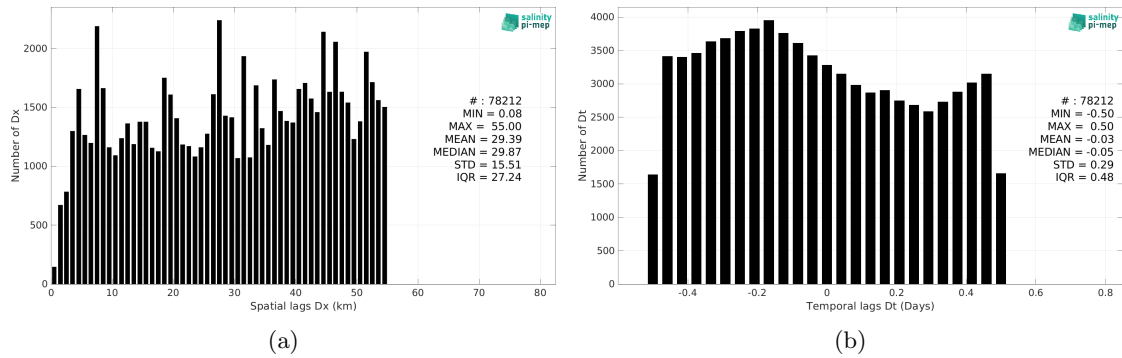 salinity
pi-mep
2000
1500
1000
500
0
Number of Dx
# : 78212
MIN = 0.08
MAX = 55.00
MEAN = 29.39
MEDIAN = 29.87
STD = 15.51
IQR = 27.24
0 10 20 30 40 50 60 70 80
Spatial lags Dx (km)
(a)
salinity
pi-mep
4000
3500
3000
2500
2000
1500
1000
500
0
Number of Dt
# : 78212
MIN = -0.50
MAX = 0.50
MEAN = -0.03
MEDIAN = -0.05
STD = 0.29
IQR = 0.48
-0.4 -0.2 0 0.2 0.4 0.6 0.8
Temporal lags Dt (Days)
(b)